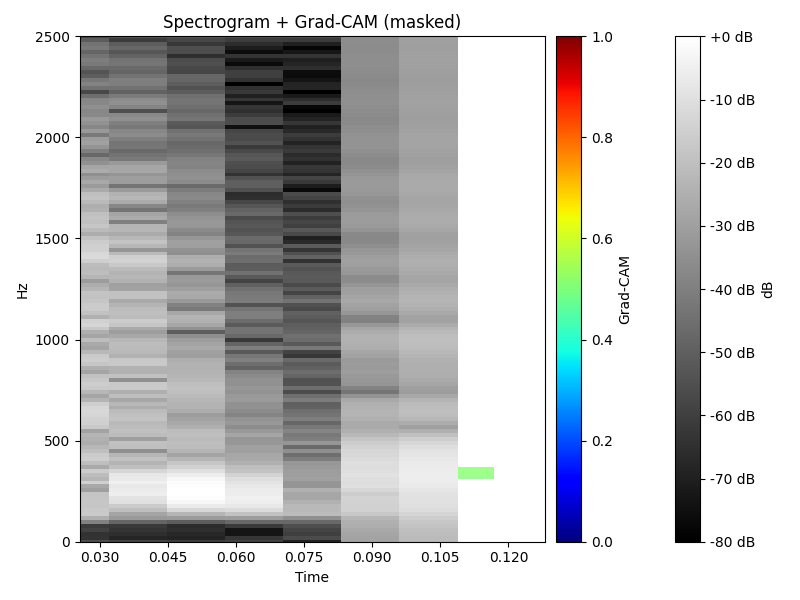 Spectrogram + Grad-CAM (masked)
2500
2000
1500
1000
500
0
Hz
0.030
0.045
0.060
0.075
0.090
0.105
0.120
Time
1.0
0.8
0.6
0.4
0.2
0.0
Grad-CAM
+0 dB
-10 dB
-20 dB
-30 dB
-40 dB
-50 dB
-60 dB
-70 dB
-80 dB
dB